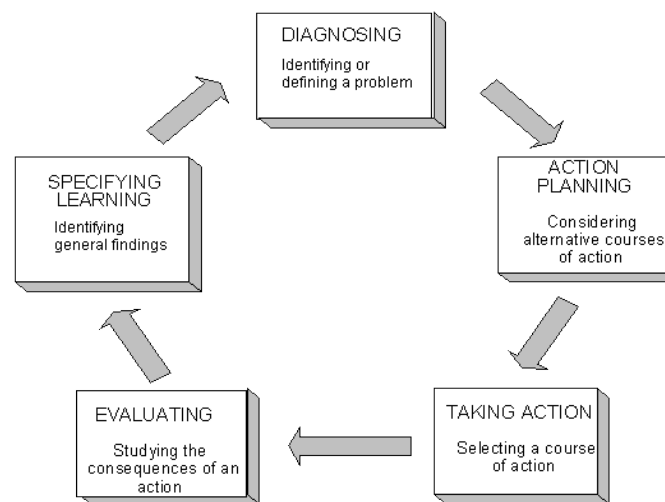 DIAGNOSING
Identifying or
defining a problem
ACTION
PLANNING
Considering
alternative courses
of action
TAKING ACTION
Selecting a course
of action
EVALUATING
Studying the
consequences of an
action
SPECIFYING
LEARNING
Identifying
general findings